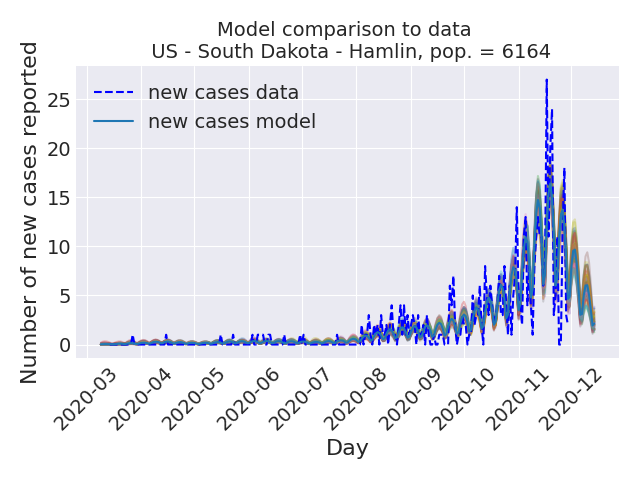 Model comparison to data
US - South Dakota - Hamlin, pop. = 6164
Number of new cases reported
new cases data
new cases model
25
20
15
10
5
0
2020-03
2020-04
2020-05
2020-06
2020-07
2020-08
2020-09
2020-10
2020-11
2020-12
Day